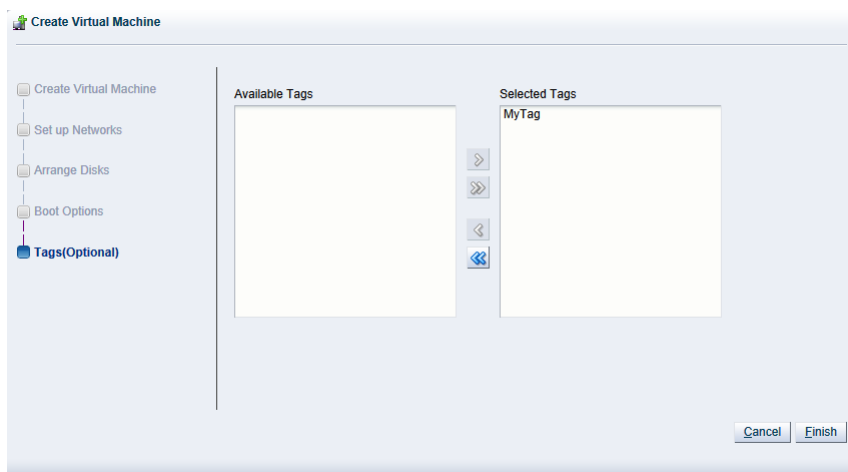 Create Virtual Machine
Create Virtual Machine
Set up Networks
Arrange Disks
Boot Options
Tags(Optional)
Available Tags
Selected Tags
MyTag
Cancel
Finish